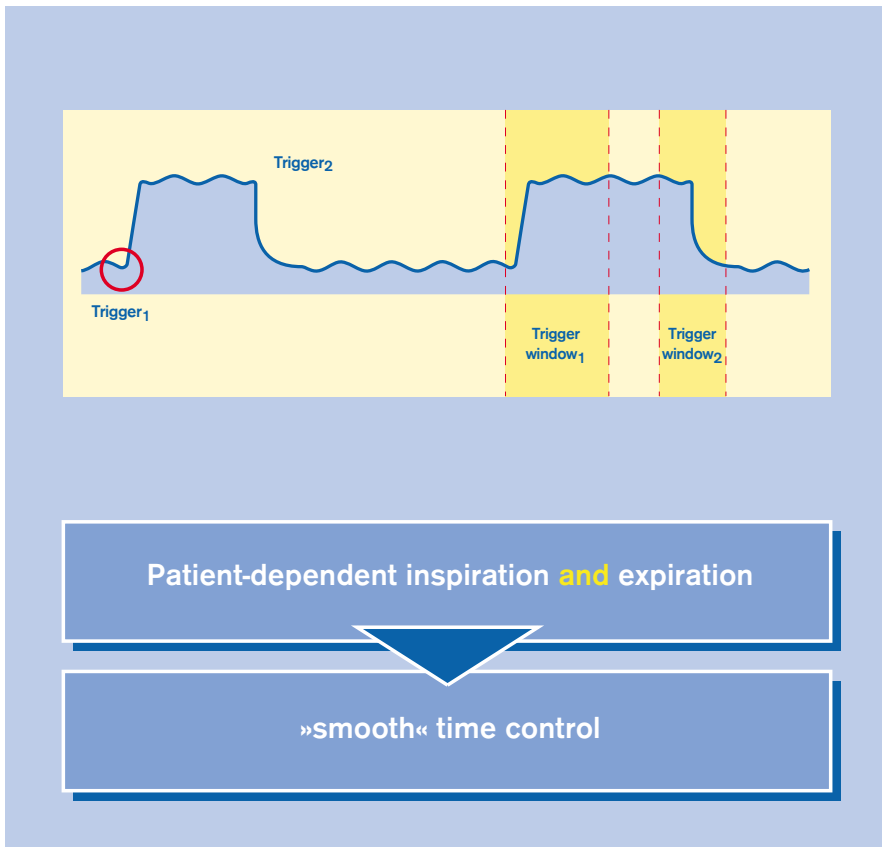 Trigger₂
Trigger₁
Trigger
window₁
Trigger
window₂
Patient-dependent inspiration and expiration
»smooth« time control